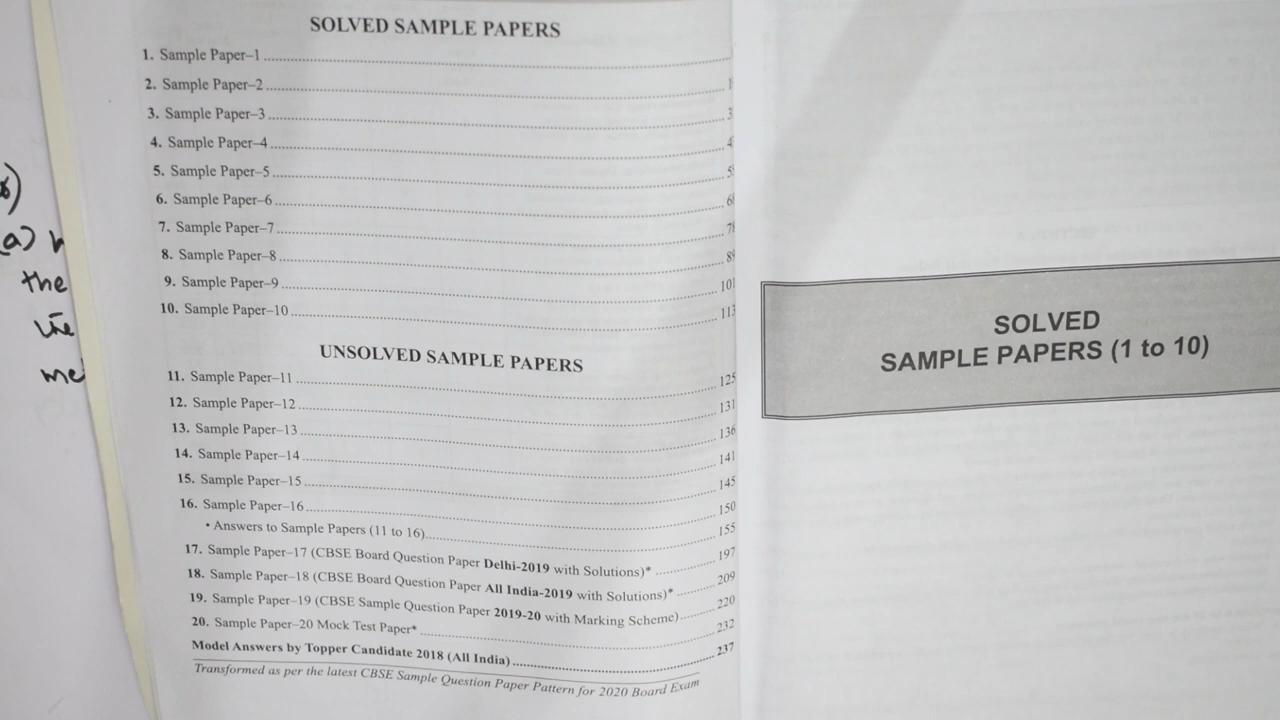 SOLVED SAMPLE PAPERS
1. Sample Paper–1
2. Sample Paper–2
3. Sample Paper–3
4. Sample Paper–4
5. Sample Paper–5
6. Sample Paper–6
7. Sample Paper–7
8. Sample Paper–8
9. Sample Paper–9 101
10. Sample Paper–10 113
UNSOLVED SAMPLE PAPERS
11. Sample Paper–11 125
12. Sample Paper–12 131
13. Sample Paper–13 136
14. Sample Paper–14 141
15. Sample Paper–15 145
16. Sample Paper–16 150
• Answers to Sample Papers (11 to 16) 155
17. Sample Paper–17 (CBSE Board Question Paper Delhi-2019 with Solutions)* 197
18. Sample Paper–18 (CBSE Board Question Paper All India-2019 with Solutions)* 209
19. Sample Paper–19 (CBSE Sample Question Paper 2019-20 with Marking Scheme) 220
20. Sample Paper–20 Mock Test Paper* 232
Model Answers by Topper Candidate 2018 (All India) 237
Transformed as per the latest CBSE Sample Question Paper Pattern for 2020 Board Exam
SOLVED
SAMPLE PAPERS (1 to 10)
(a)
the